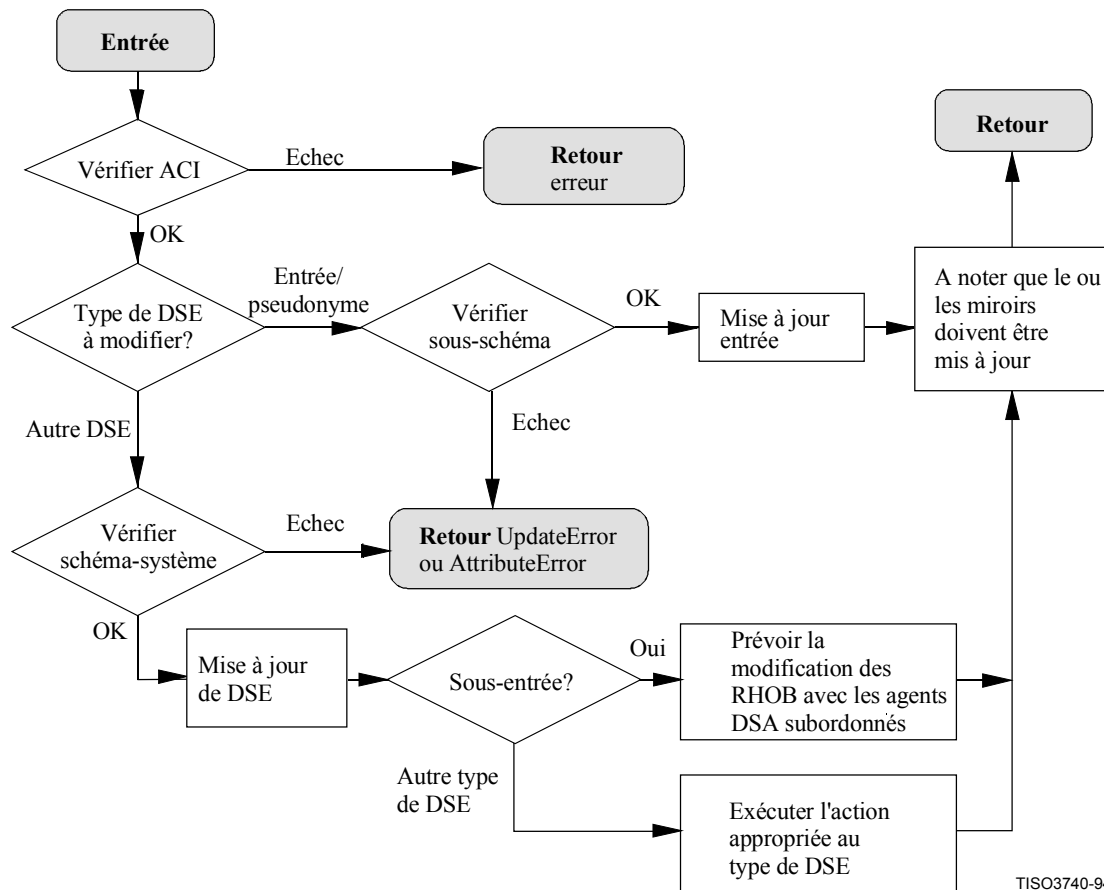 Entrée
Retour
Vérifier ACI
Echec
Retour
erreur
OK
Type de DSE
à modifier?
Entrée/
pseudonyme
Vérifier
sous-schéma
OK
Mise à jour
entrée
A noter que le ou
les miroirs
doivent être
mis à jour
Autre DSE
Echec
Vérifier
schéma-système
Echec
Retour UpdateError
ou AttributeError
OK
Mise à jour
de DSE
Sous-entrée?
Oui
Prévoir la
modification des
RHOB avec les agents
DSA subordonnés
Autre type
de DSE
Exécuter l'action
appropriée au
type de DSE